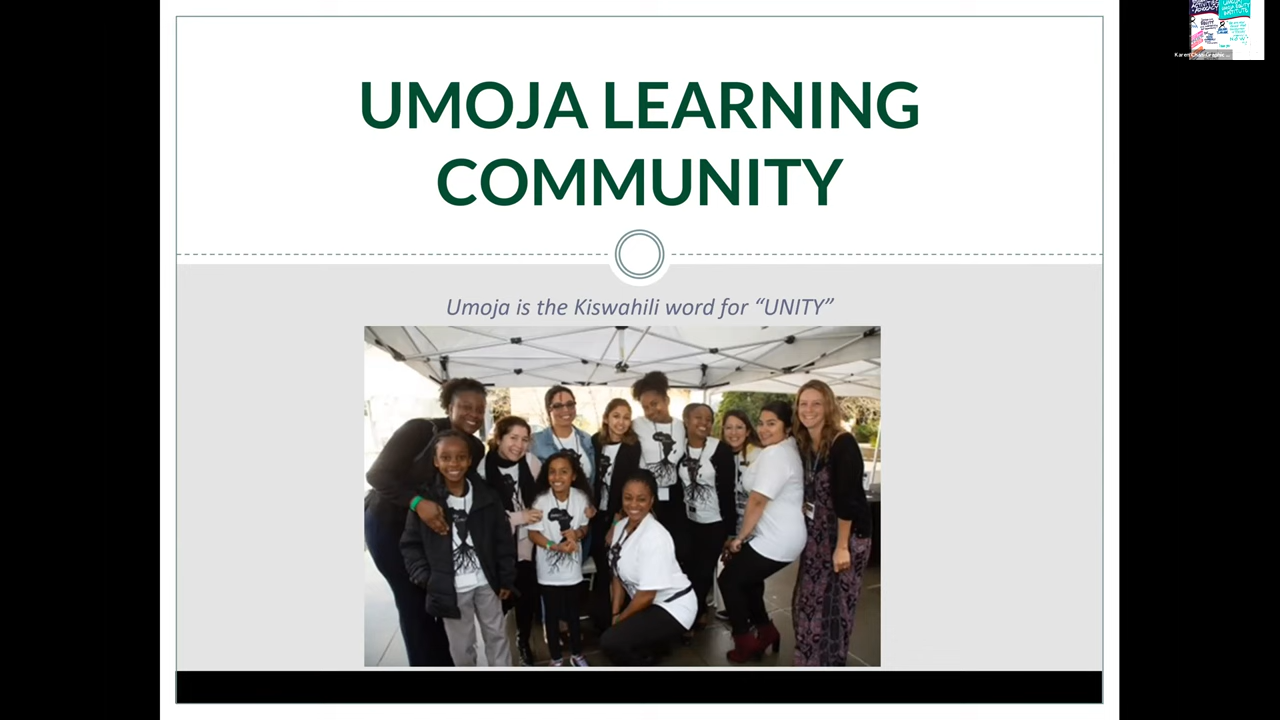 UMOJA LEARNING
COMMUNITY
Umoja is the Kiswahili word for “UNITY”